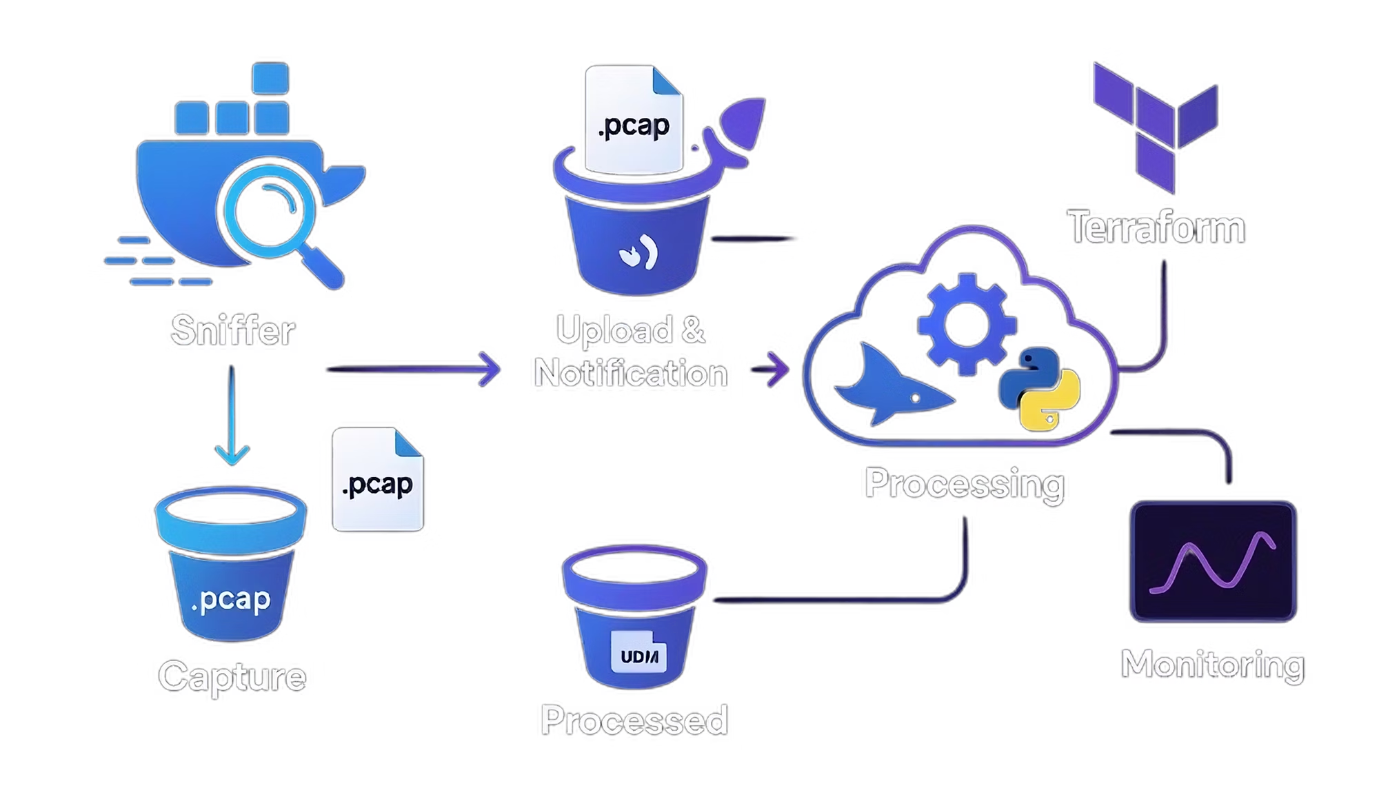 .pcap
Terraform
Sniffer
Upload &
Notification
.pcap
Processing
.pcap
Capture
UDM
Processed
Monitoring